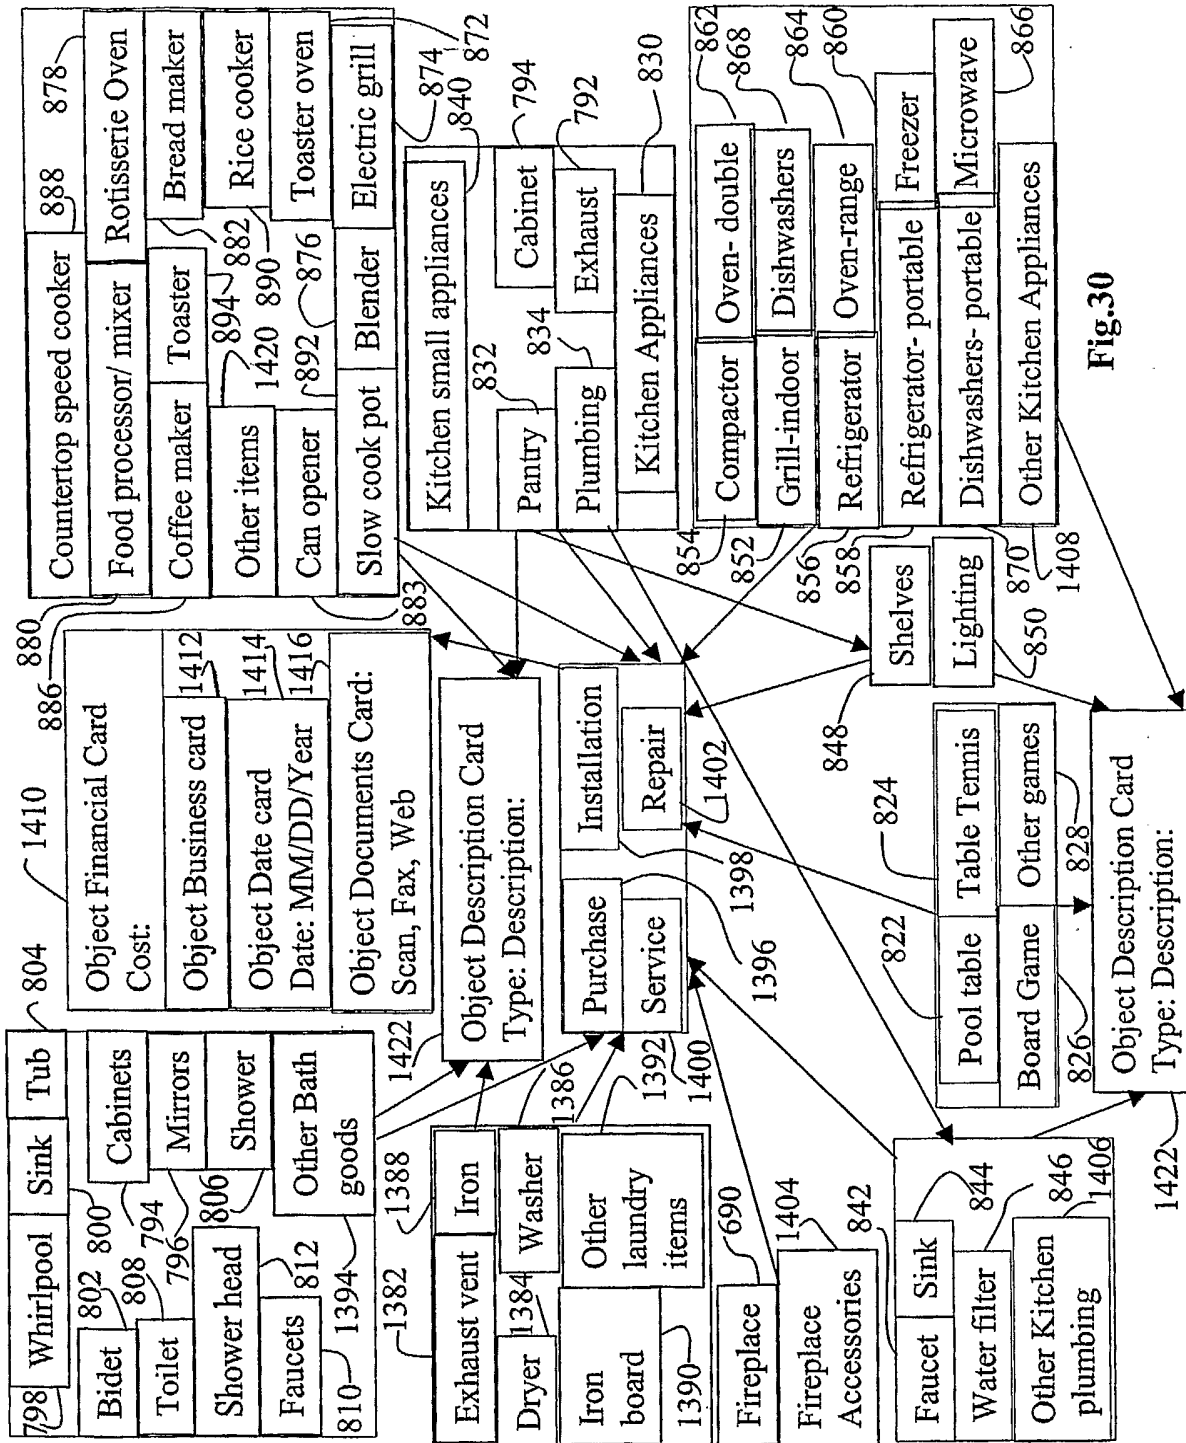 798
Whirlpool
Sink
Tub
804
800
Bidet
802
Cabinets
794
Toilet
808
Mirrors
796
Shower head
812
Shower
806
Faucets
810
Other Bath
goods
1394
1410
Object Financial Card
Cost:
Object Business card
1412
Object Date card
Date: MM/DD/Year
1414
Object Documents Card:
Scan, Fax, Web
1416
888
878
Countertop speed cooker
Rotisserie Oven
Food processor/ mixer
880
Bread maker
882
Coffee maker
886
Toaster
894
Rice cooker
890
Other items
1420
Toaster oven
872
Can opener
883
892
876
Slow cook pot
Blender
Electric grill
874
1382
1388
Exhaust vent
Iron
1386
Dryer
1384
Washer
Iron
board
1390
Other
laundry
items
1392
1422
Object Description Card
Type: Description:
Purchase
1396
Installation
1398
Service
1400
Repair
1402
Kitchen small appliances
840
Pantry
832
Cabinet
794
Plumbing
834
Exhaust
792
Kitchen Appliances
830
Fireplace
690
Fireplace
Accessories
1404
854
Compactor
Oven- double
862
852
Grill-indoor
Dishwashers
868
856
Refrigerator
Oven-range
864
858
Refrigerator- portable
Freezer
860
870
Dishwashers- portable
Microwave
866
1408
Other Kitchen Appliances
842
Faucet
Sink
844
Water filter
846
Other Kitchen
plumbing
1406
822
Pool table
Table Tennis
824
826
Board Game
Other games
828
848
Shelves
Lighting
850
1422
Object Description Card
Type: Description:
Fig.30